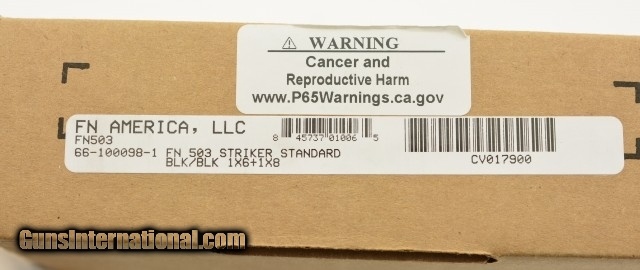 ⚠ WARNING
Cancer and
Reproductive Harm
www.P65Warnings.ca.gov
FN AMERICA, LLC
FN503
8 45737 01006 5
66-100098-1 FN 503 STRIKER STANDARD
BLK/BLK 1X6+1X8
CV017900
GunsInternational.com